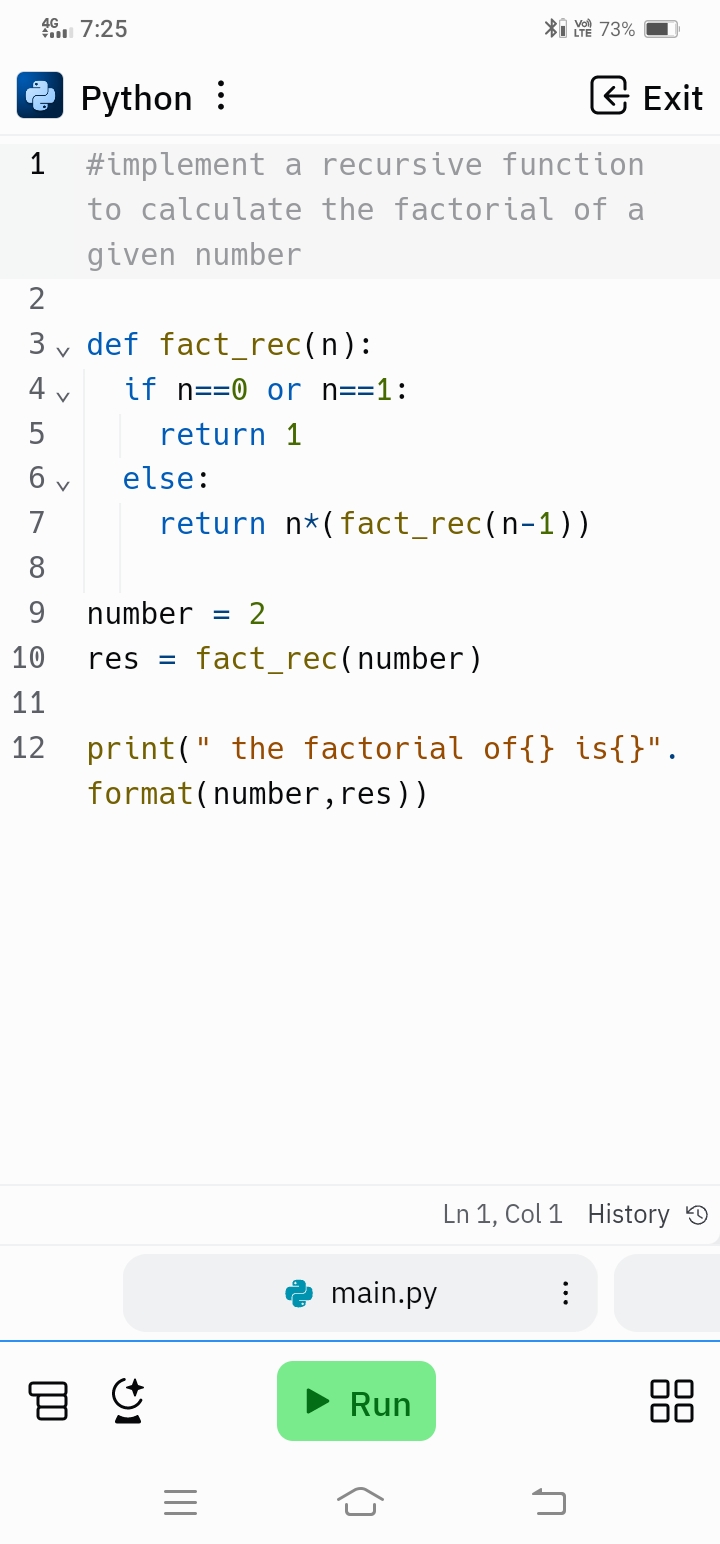 4G 7:25 Vo) LTE 73%
Python Exit
1 #implement a recursive function
to calculate the factorial of a
given number
2
3 def fact_rec(n):
4 if n==0 or n==1:
5 return 1
6 else:
7 return n*(fact_rec(n-1))
8
9 number = 2
10 res = fact_rec(number)
11
12 print(" the factorial of{} is{}".
format(number,res))
Ln 1, Col 1 History
main.py
Run